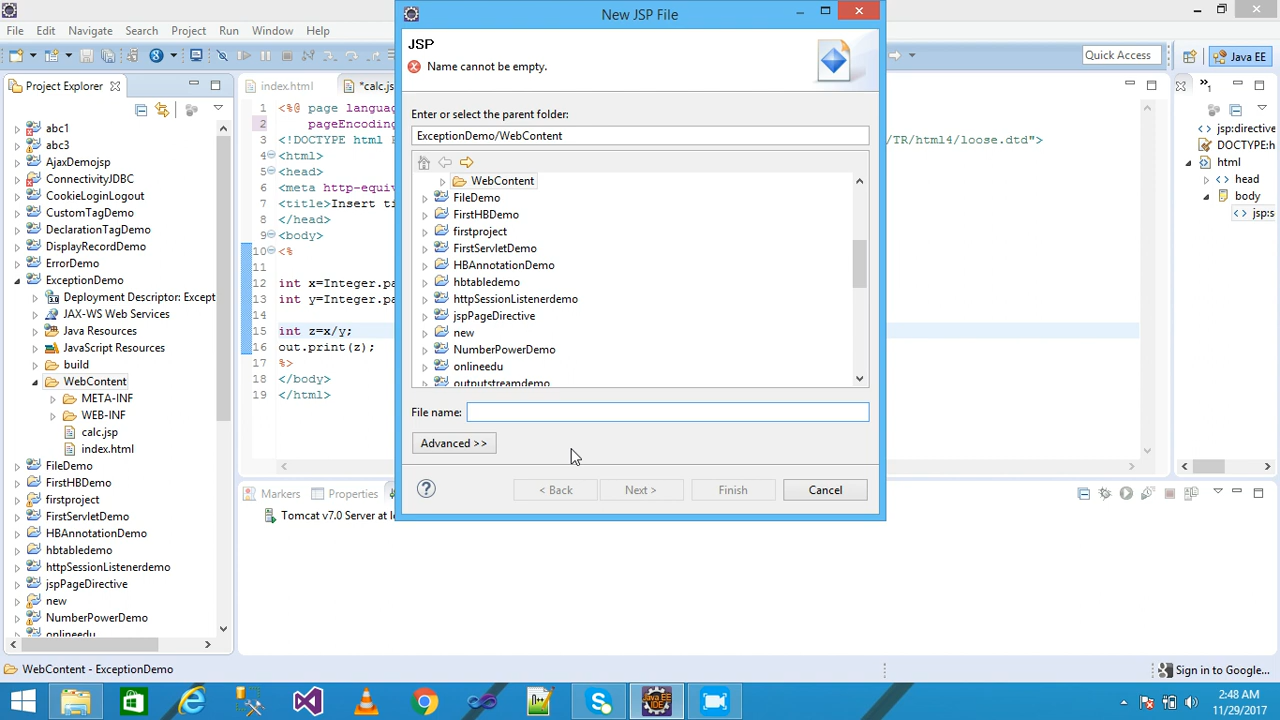 New JSP File
File Edit Navigate Search Project Run Window Help
Quick Access
Java EE
JSP
Name cannot be empty.
Enter or select the parent folder:
ExceptionDemo/WebContent
WebContent
FileDemo
FirstHBDemo
firstproject
FirstServletDemo
HBAnnotationDemo
hbtabledemo
httpSessionListenerdemo
jspPageDirective
new
NumberPowerDemo
onlineedu
outputstreamdemo
File name:
Advanced >>
< Back
Next >
Finish
Cancel
Project Explorer
abc1
abc3
AjaxDemojsp
ConnectivityJDBC
CookieLoginLogout
CustomTagDemo
DeclarationTagDemo
DisplayRecordDemo
ErrorDemo
ExceptionDemo
Deployment Descriptor: Except
JAX-WS Web Services
Java Resources
JavaScript Resources
build
WebContent
META-INF
WEB-INF
calc.jsp
index.html
FileDemo
FirstHBDemo
firstproject
FirstServletDemo
HBAnnotationDemo
hbtabledemo
httpSessionListenerdemo
jspPageDirective
new
NumberPowerDemo
onlineedu
index.html
*calc.js
1 <%@ page languag
2 pageEncoding
3 <!DOCTYPE html P /TR/html4/loose.dtd">
4 <html>
5 <head>
6 <meta http-equiv
7 <title>Insert ti
8 </head>
9 <body>
10 <%
11
12 int x=Integer.pa
13 int y=Integer.pa
14
15 int z=x/y;
16 out.print(z);
17 %>
18 </body>
19 </html>
jsp:directive
DOCTYPE:h
html
head
body
jsp:s
Markers
Properties
Tomcat v7.0 Server at lo
WebContent - ExceptionDemo
Sign in to Google...
2:48 AM
11/29/2017